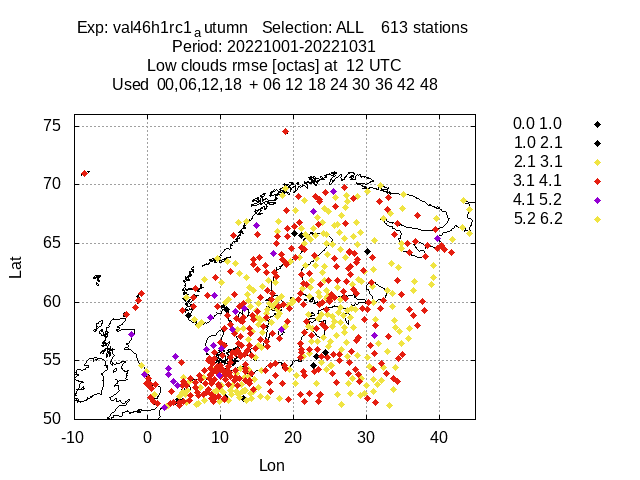 Exp: val46h1rc1 a utumn Selection: ALL 613 stations
Period: 20221001-20221031
Low clouds rmse [octas] at 12 UTC
Used 00,06,12,18 + 06 12 18 24 30 36 42 48
75
70
65
60
55
50
Lat
-10 0 10 20 30 40
Lon
0.0 1.0
1.0 2.1
2.1 3.1
3.1 4.1
4.1 5.2
5.2 6.2